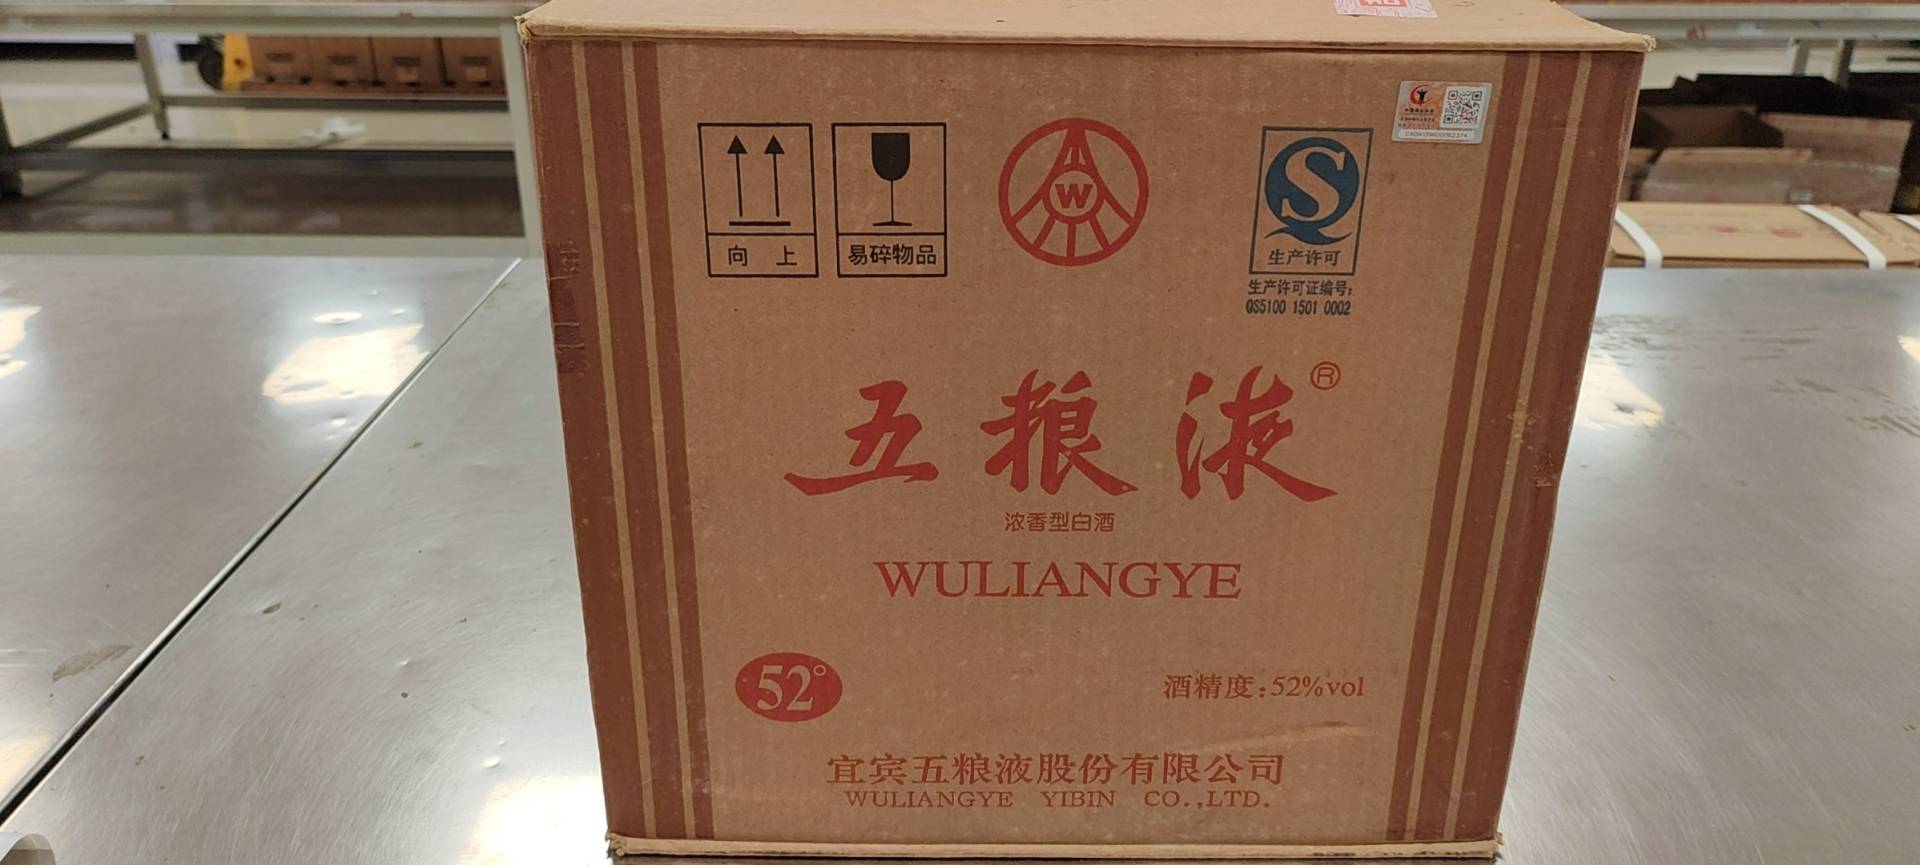 向 上
易碎物品
W
S
生产许可
生产许可证编号:
QS5100 1501 0002
五粮液®
浓香型白酒
WULIANGYE
52°
酒精度:52%vol
宜宾五粮液股份有限公司
WULIANGYE YIBIN CO.,LTD.